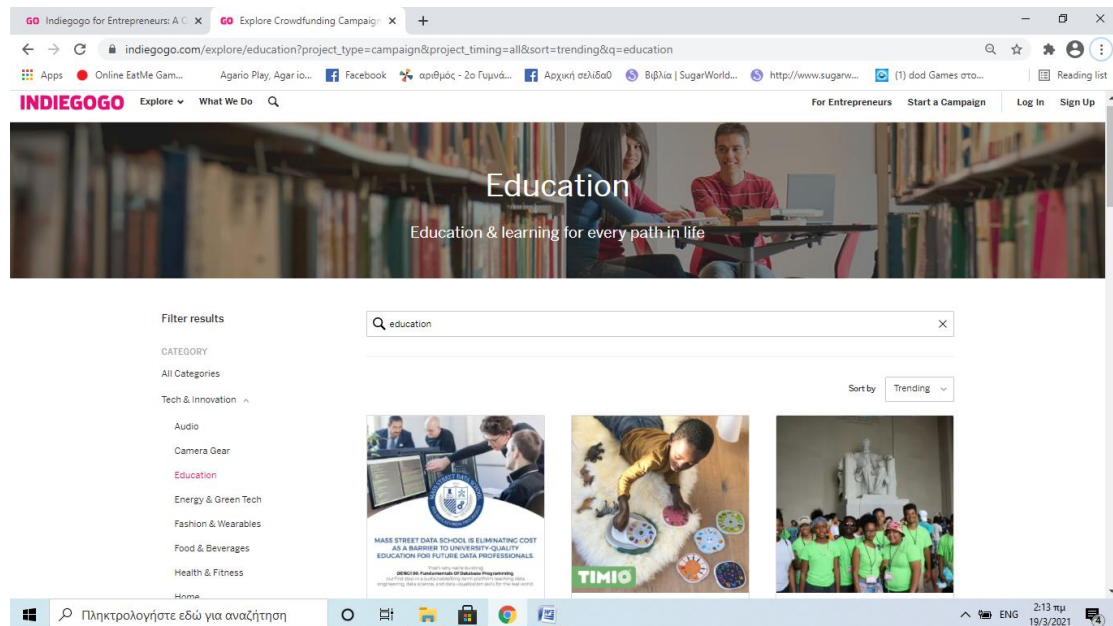 GO Indiegogo for Entrepreneurs: A C
GO Explore Crowdfunding Campaign
indiegogo.com/explore/education?project_type=campaign&project_timing=all&sort=trending&q=education
Apps Online EatMe Gam... Agario Play, Agar io... Facebook αριθμός - 2ο Γυμνά... Αρχική σελίδα0 Βιβλία | SugarWorld... http://www.sugarw... (1) dod Games στο... Reading list
INDIEGOGO Explore What We Do For Entrepreneurs Start a Campaign Log In Sign Up
Education
Education & learning for every path in life
Filter results
education
CATEGORY
All Categories
Sort by Trending
Tech & Innovation
Audio
Camera Gear
Education
Energy & Green Tech
Fashion & Wearables
Food & Beverages
Health & Fitness
Home
MASS STREET DATA SCHOOL IS ELIMINATING COST
AS A BARRIER TO UNIVERSITY-QUALITY
EDUCATION FOR FUTURE DATA PROFESSIONALS.
TIMIO
Πληκτρολογήστε εδώ για αναζήτηση
ENG
2:13 πμ
19/3/2021
4